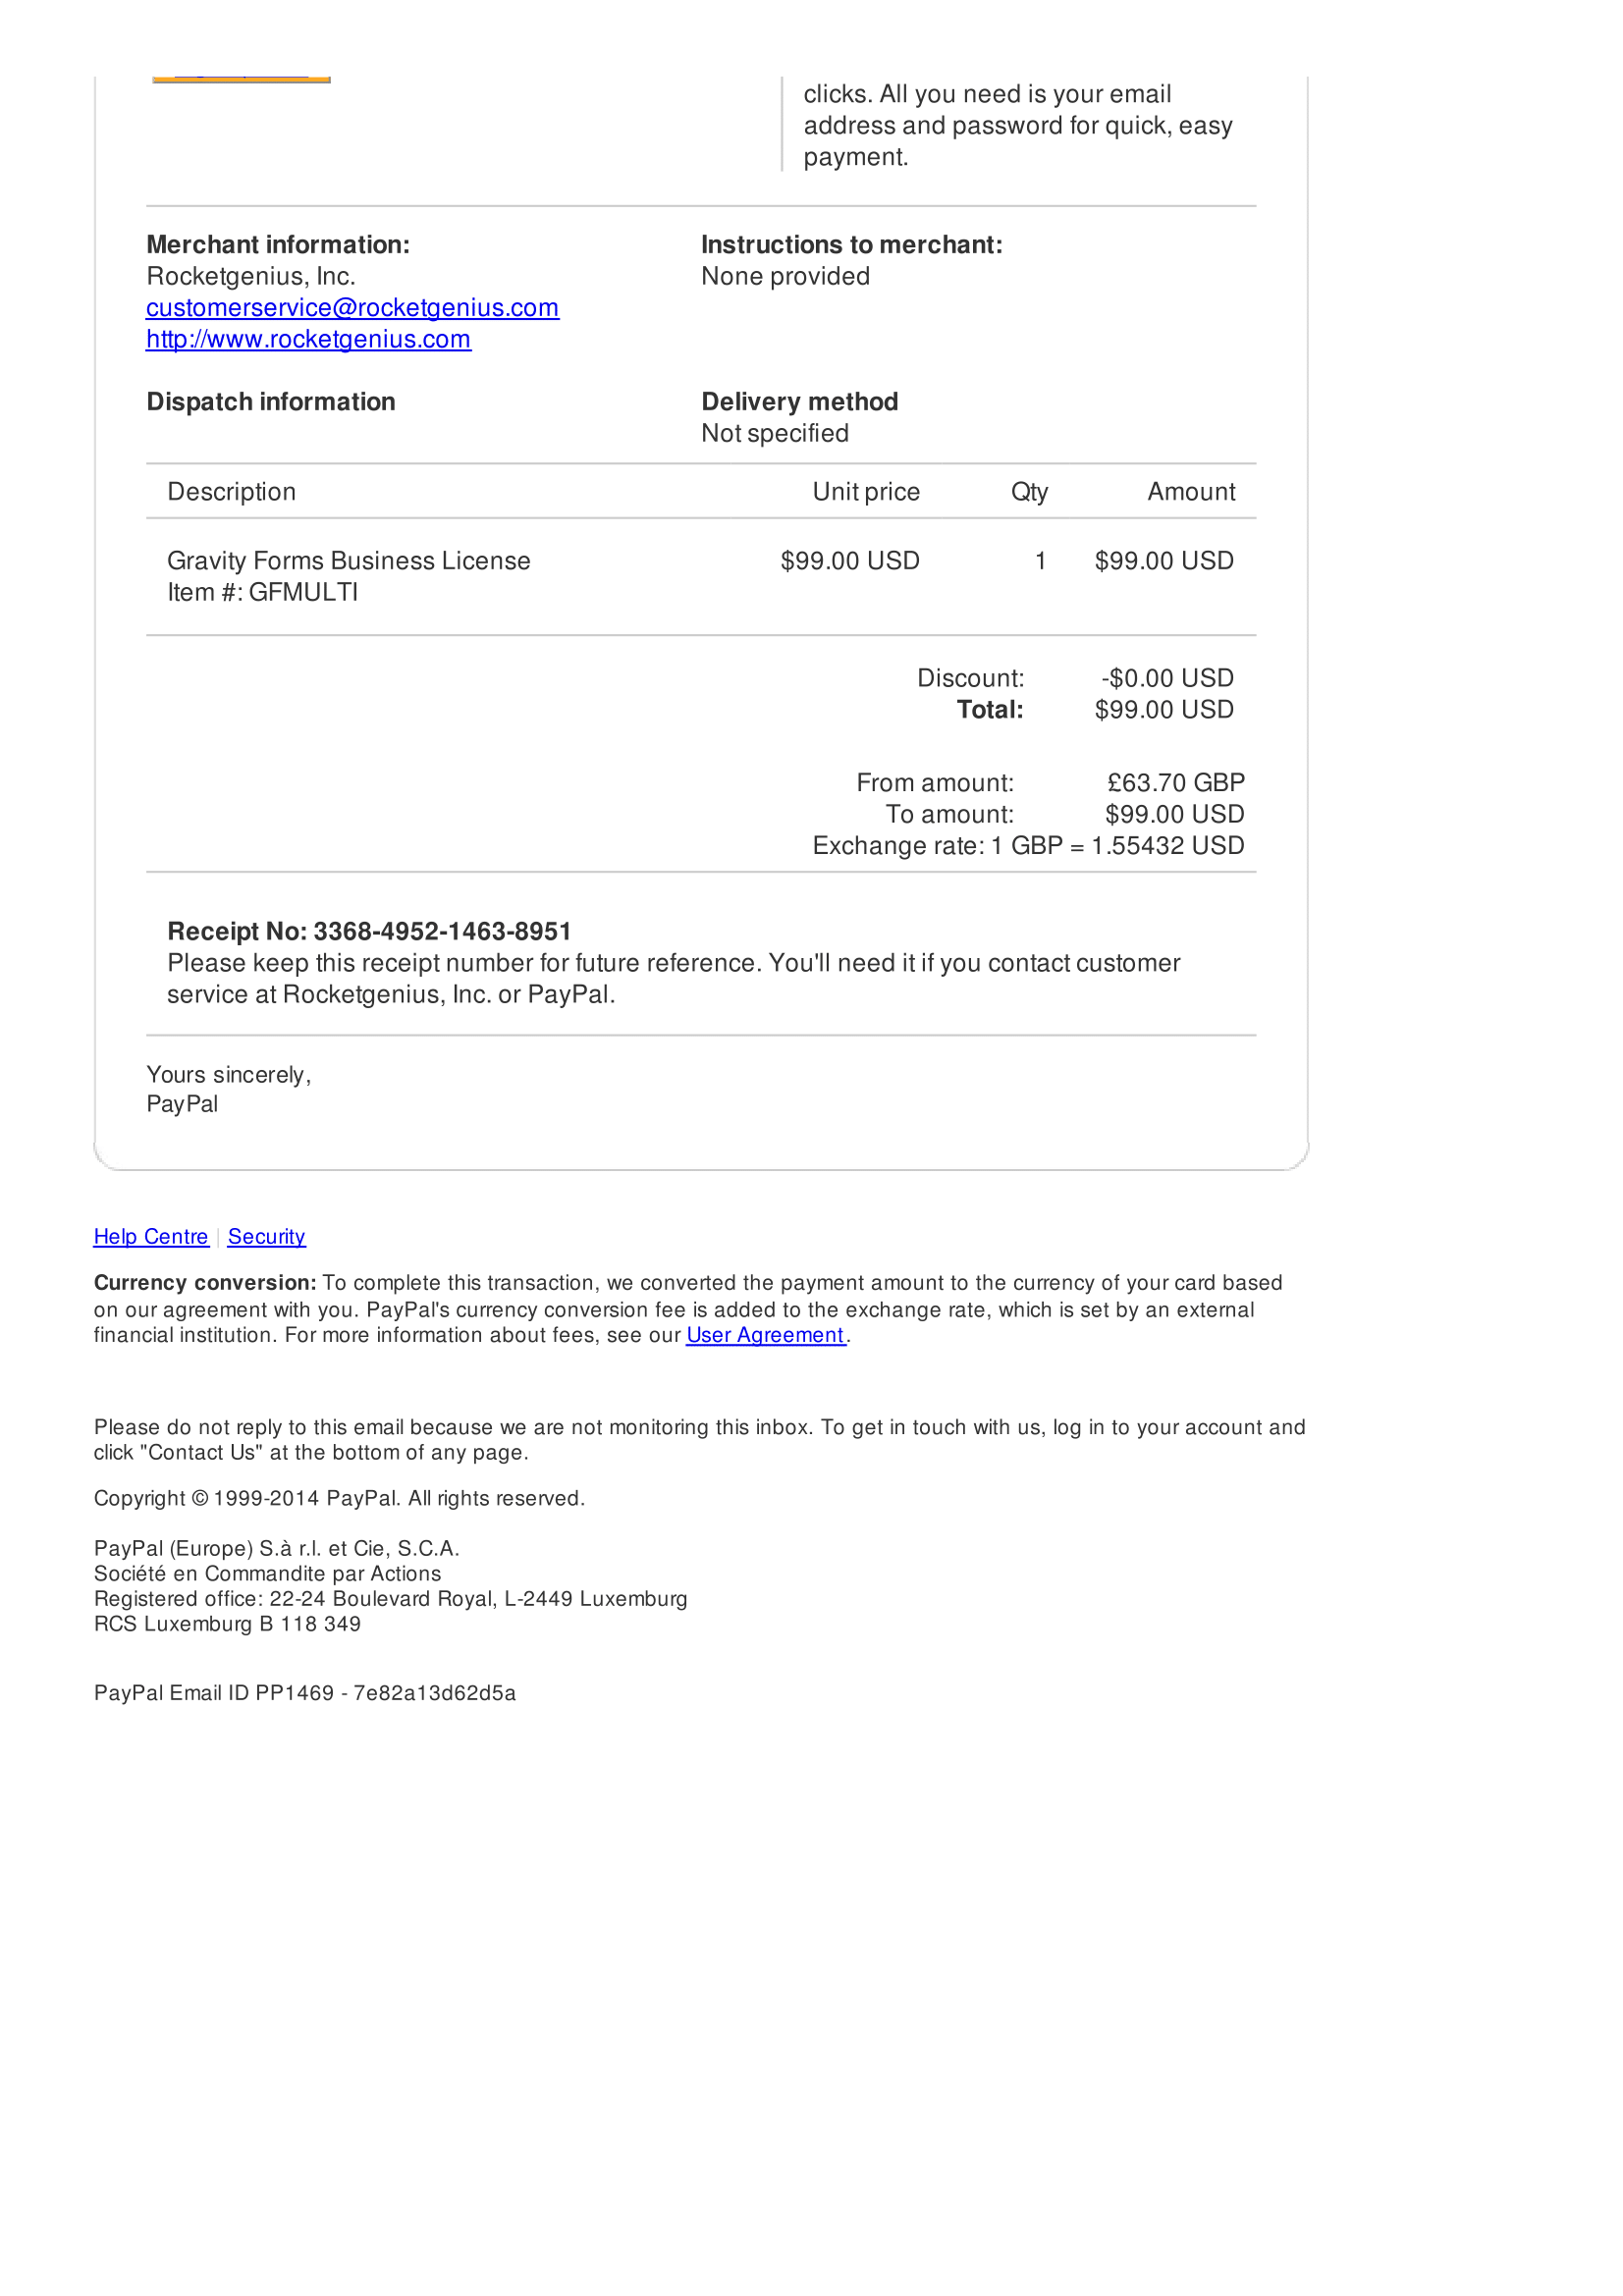 clicks. All you need is your email
address and password for quick, easy
payment.
Merchant information:
Rocketgenius, Inc.
customerservice@rocketgenius.com
http://www.rocketgenius.com
Instructions to merchant:
None provided
Dispatch information
Delivery method
Not specified
Description Unit price Qty Amount
Gravity Forms Business License $99.00 USD 1 $99.00 USD
Item #: GFMULTI
Discount: -$0.00 USD
Total: $99.00 USD
From amount: £63.70 GBP
To amount: $99.00 USD
Exchange rate: 1 GBP = 1.55432 USD
Receipt No: 3368-4952-1463-8951
Please keep this receipt number for future reference. You'll need it if you contact customer
service at Rocketgenius, Inc. or PayPal.
Yours sincerely,
PayPal
Help Centre | Security
Currency conversion: To complete this transaction, we converted the payment amount to the currency of your card based
on our agreement with you. PayPal's currency conversion fee is added to the exchange rate, which is set by an external
financial institution. For more information about fees, see our User Agreement.
Please do not reply to this email because we are not monitoring this inbox. To get in touch with us, log in to your account and
click "Contact Us" at the bottom of any page.
Copyright © 1999-2014 PayPal. All rights reserved.
PayPal (Europe) S.à r.l. et Cie, S.C.A.
Société en Commandite par Actions
Registered office: 22-24 Boulevard Royal, L-2449 Luxemburg
RCS Luxemburg B 118 349
PayPal Email ID PP1469 - 7e82a13d62d5a